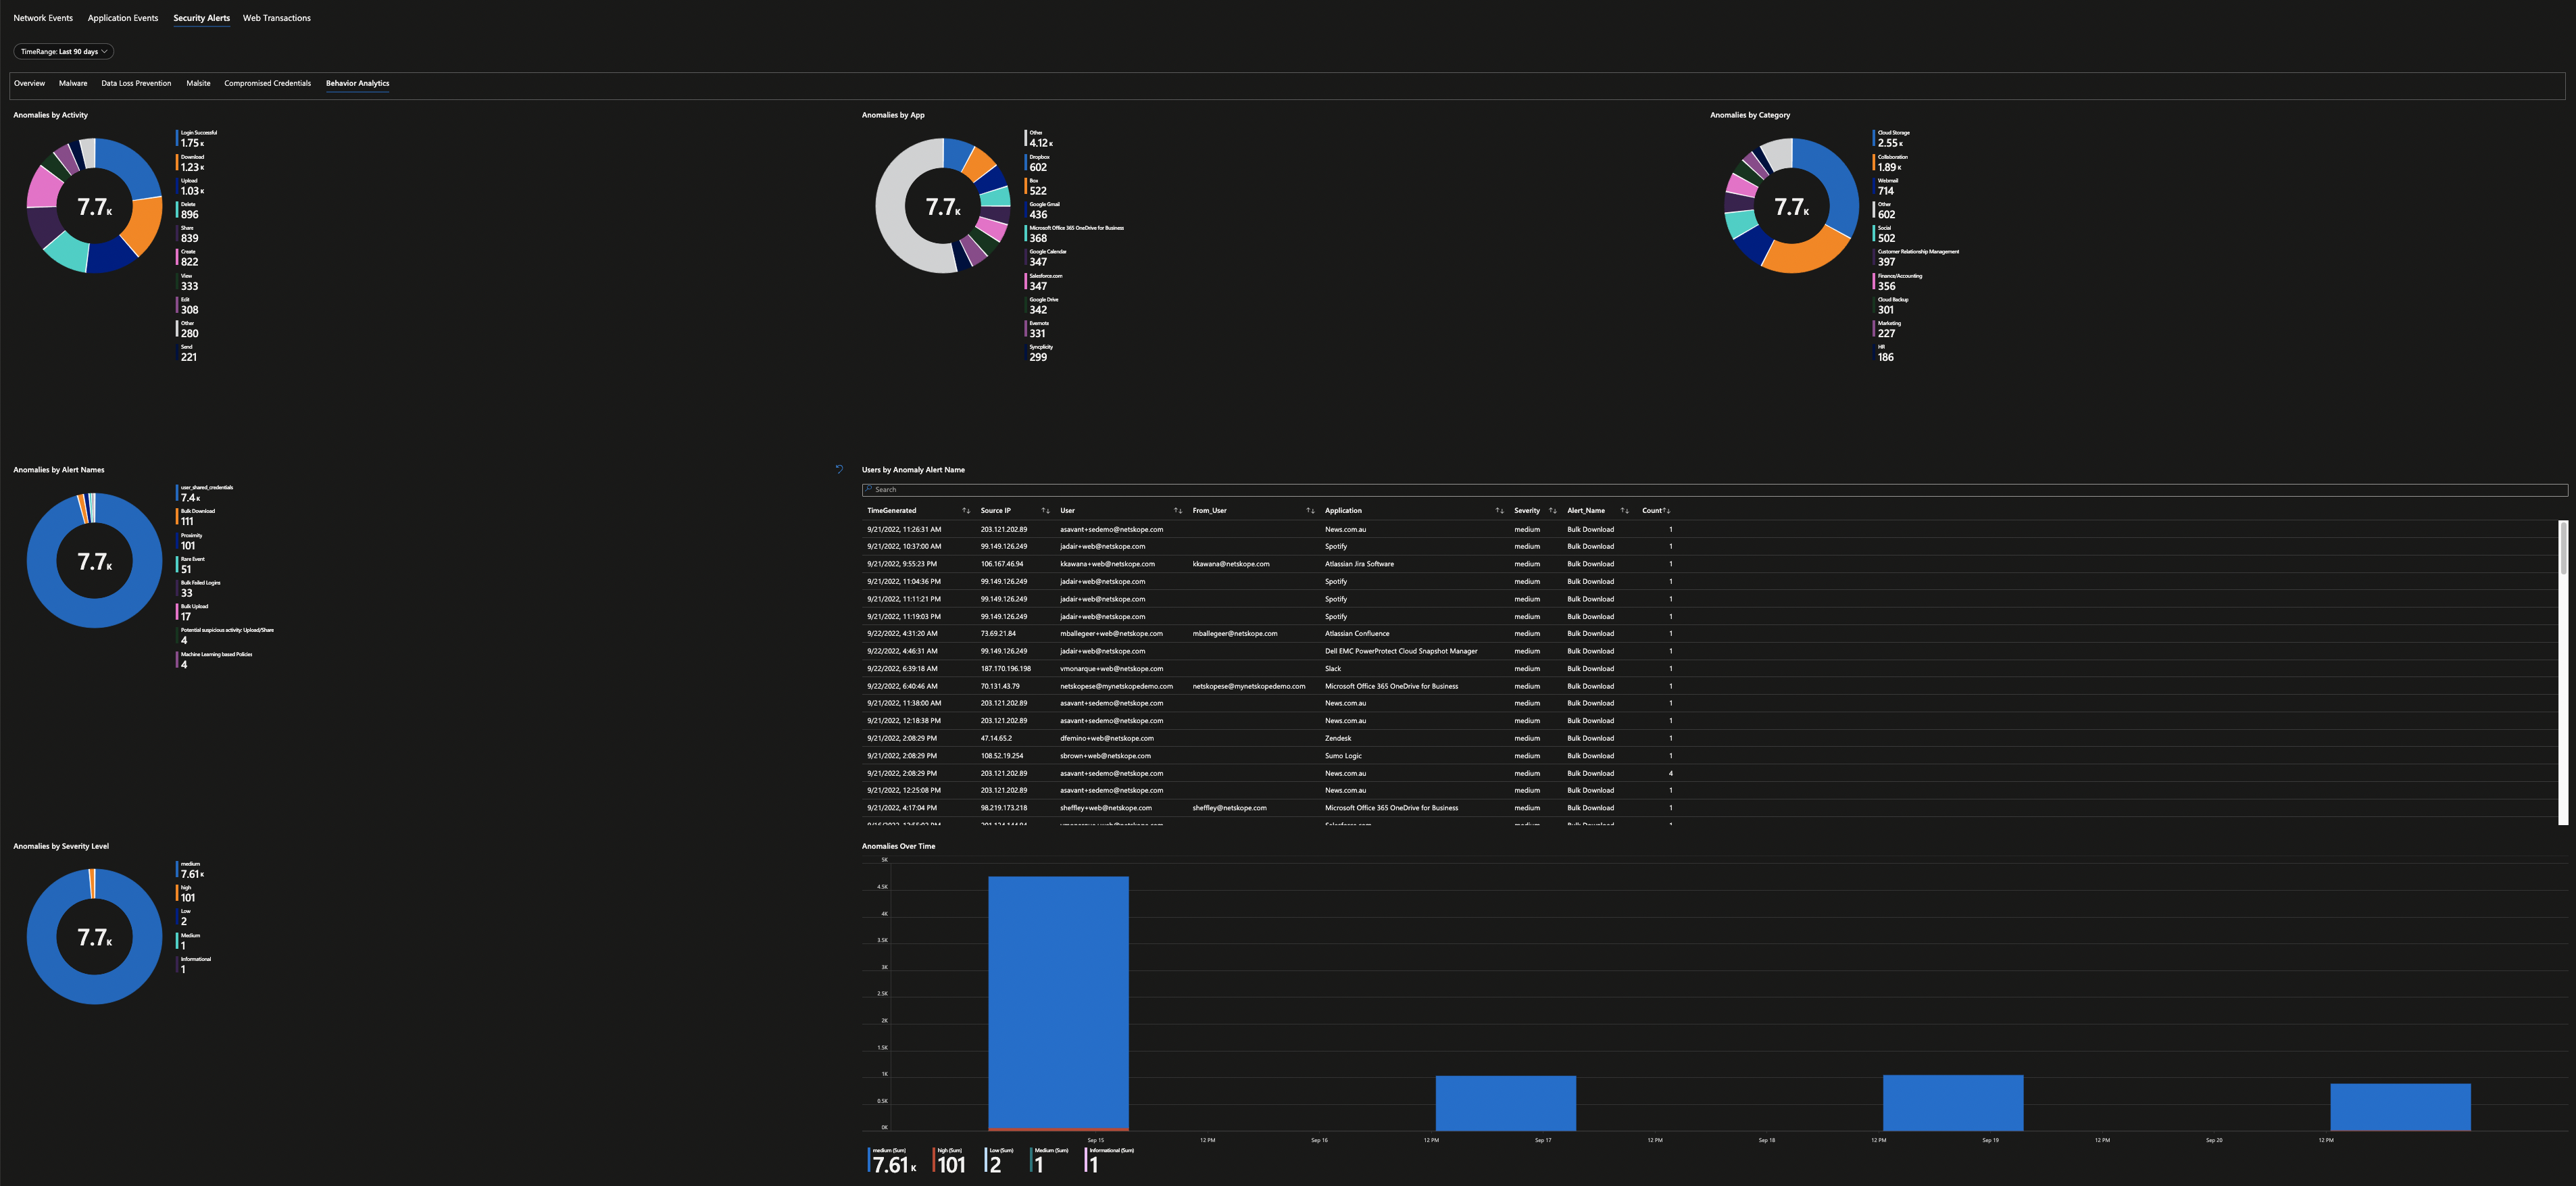 Network Events Application Events Security Alerts Web Transactions
TimeRange: Last 90 days
Overview Malware Data Loss Prevention Malsite Compromised Credentials Behavior Analytics
Anomalies by Activity
7.7K
Login Successful
1.75 K
Download
1.23 K
Upload
1.03 K
Delete
896
Share
839
Create
822
View
333
Edit
308
Other
280
Send
221
Anomalies by App
7.7K
Other
4.12 K
Dropbox
602
Box
522
Google Gmail
436
Microsoft Office 365 OneDrive for Business
368
Google Calendar
347
Salesforce.com
347
Google Drive
342
Evernote
331
Syncplicity
299
Anomalies by Category
7.7K
Cloud Storage
2.55 K
Collaboration
1.89 K
Webmail
714
Other
602
Social
502
Customer Relationship Management
397
Finance/Accounting
356
Cloud Backup
301
Marketing
227
HR
186
Anomalies by Alert Names
7.7K
user_shared_credentials
7.4 K
Bulk Download
111
Proximity
101
Rare Event
51
Bulk Failed Logins
33
Bulk Upload
17
Potential suspicious activity: Upload/Share
4
Machine Learning based Policies
4
Users by Anomaly Alert Name
Search
TimeGenerated Source IP User From_User Application Severity Alert_Name Count
9/21/2022, 11:26:31 AM 203.121.202.89 asavant+sedemo@netskope.com News.com.au medium Bulk Download 1
9/21/2022, 10:37:00 AM 99.149.126.249 jadair+web@netskope.com Spotify medium Bulk Download 1
9/21/2022, 9:55:23 PM 106.167.46.94 kkawana+web@netskope.com kkawana@netskope.com Atlassian Jira Software medium Bulk Download 1
9/21/2022, 11:04:36 PM 99.149.126.249 jadair+web@netskope.com Spotify medium Bulk Download 1
9/21/2022, 11:11:21 PM 99.149.126.249 jadair+web@netskope.com Spotify medium Bulk Download 1
9/21/2022, 11:19:03 PM 99.149.126.249 jadair+web@netskope.com Spotify medium Bulk Download 1
9/22/2022, 4:31:20 AM 73.69.21.84 mballegeer+web@netskope.com mballegeer@netskope.com Atlassian Confluence medium Bulk Download 1
9/22/2022, 4:46:31 AM 99.149.126.249 jadair+web@netskope.com Dell EMC PowerProtect Cloud Snapshot Manager medium Bulk Download 1
9/22/2022, 6:39:18 AM 187.170.196.198 vmonarque+web@netskope.com Slack medium Bulk Download 1
9/22/2022, 6:40:46 AM 70.131.43.79 netskopese@mynetskopedemo.com netskopese@mynetskopedemo.com Microsoft Office 365 OneDrive for Business medium Bulk Download 1
9/21/2022, 11:38:00 AM 203.121.202.89 asavant+sedemo@netskope.com News.com.au medium Bulk Download 1
9/21/2022, 12:18:38 PM 203.121.202.89 asavant+sedemo@netskope.com News.com.au medium Bulk Download 1
9/21/2022, 2:08:29 PM 47.14.65.2 dfemino+web@netskope.com Zendesk medium Bulk Download 1
9/21/2022, 2:08:29 PM 108.52.19.254 sbrown+web@netskope.com Sumo Logic medium Bulk Download 1
9/21/2022, 2:08:29 PM 203.121.202.89 asavant+sedemo@netskope.com News.com.au medium Bulk Download 4
9/21/2022, 12:25:08 PM 203.121.202.89 asavant+sedemo@netskope.com News.com.au medium Bulk Download 1
9/21/2022, 4:17:04 PM 98.219.173.218 sheffley+web@netskope.com sheffley@netskope.com Microsoft Office 365 OneDrive for Business medium Bulk Download 1
Anomalies by Severity Level
7.7K
medium
7.61 K
high
101
Low
2
Medium
1
Informational
1
Anomalies Over Time
5K
4.5K
4K
3.5K
3K
2.5K
2K
1.5K
1K
0.5K
0K
Sep 15 12 PM Sep 16 12 PM Sep 17 12 PM Sep 18 12 PM Sep 19 12 PM Sep 20 12 PM
medium (Sum) high (Sum) Low (Sum) Medium (Sum) Informational (Sum)
7.61 K 101 2 1 1